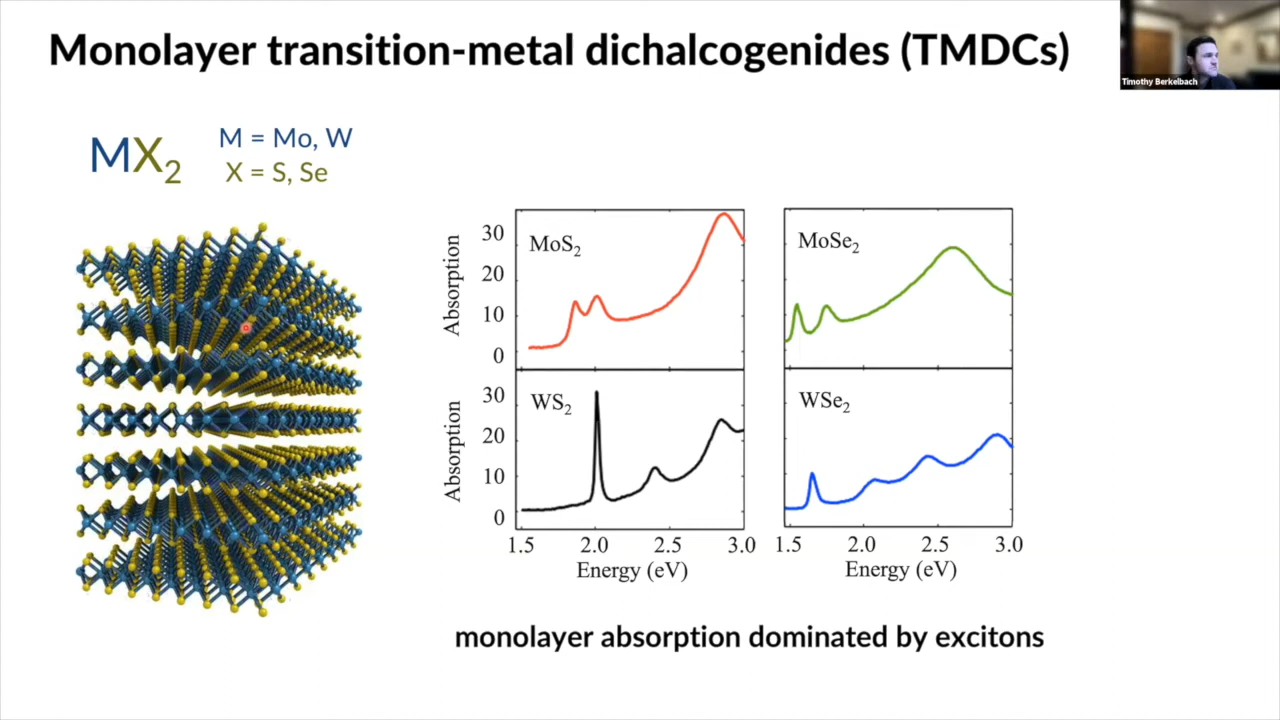 Monolayer transition-metal dichalcogenides (TMDCs)
Timothy Berkelbach
MX2
M = Mo, W
X = S, Se
Absorption
30
20
10
0
MoS2
MoSe2
Absorption
30
20
10
0
WS2
WSe2
1.5 2.0 2.5 3.0
Energy (eV)
1.5 2.0 2.5 3.0
Energy (eV)
monolayer absorption dominated by excitons